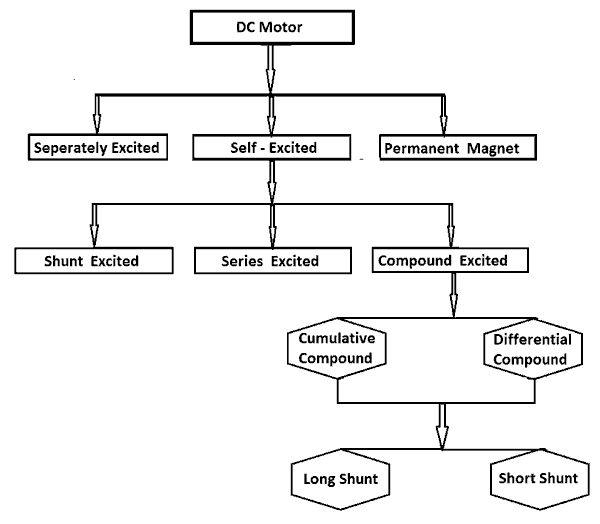 DC Motor
Seperately Excited
Self - Excited
Permanent Magnet
Shunt Excited
Series Excited
Compound Excited
Cumulative
Compound
Differential
Compound
Long Shunt
Short Shunt